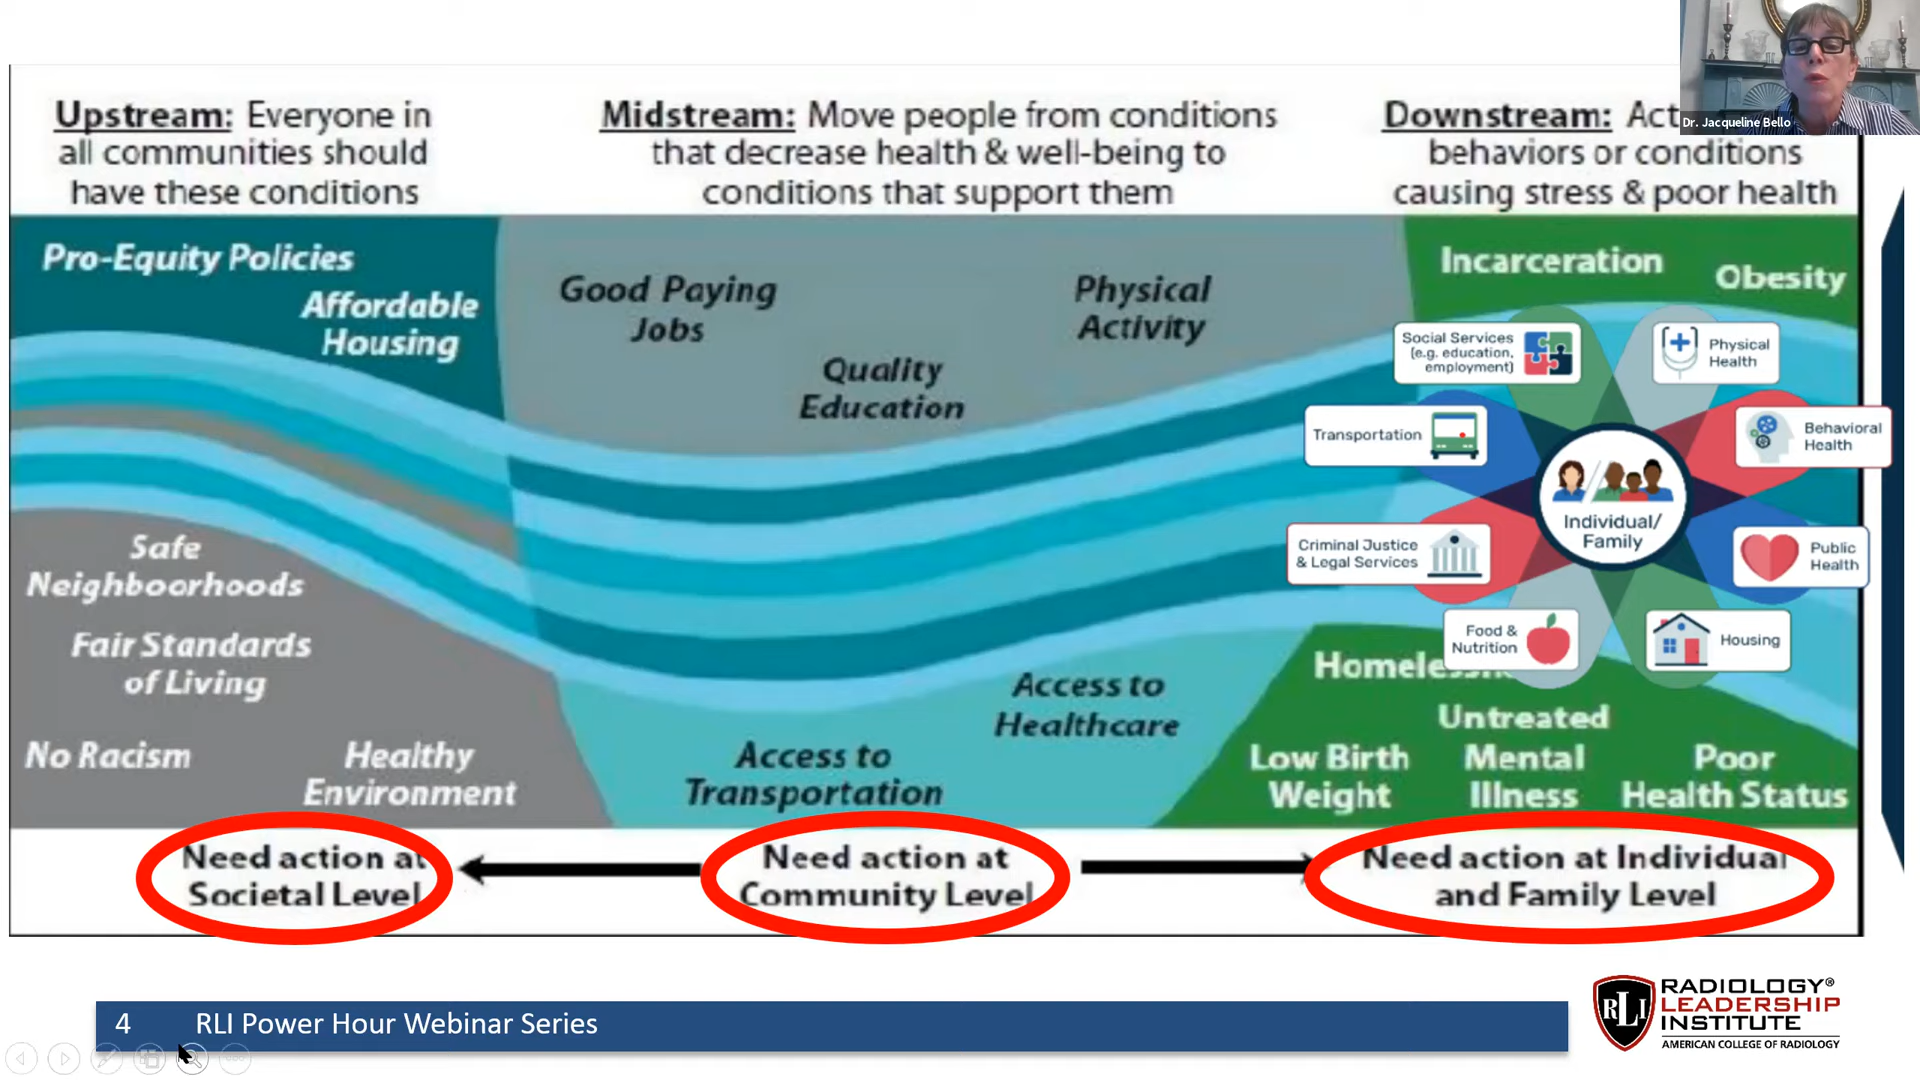 Dr. Jacqueline Bello
Upstream: Everyone in
all communities should
have these conditions
Midstream: Move people from conditions
that decrease health & well-being to
conditions that support them
Downstream:
behaviors or conditions
causing stress & poor health
Pro-Equity Policies
Affordable
Housing
Good Paying
Jobs
Quality
Education
Physical
Activity
Incarceration
Obesity
Social Services
(e.g. education,
employment)
Physical
Health
Transportation
Behavioral
Health
Individual/
Family
Criminal Justice
& Legal Services
Public
Health
Food &
Nutrition
Housing
Safe
Neighboorhoods
Fair Standards
of Living
No Racism
Healthy
Environment
Access to
Transportation
Access to
Healthcare
Low Birth
Weight
Untreated
Mental
Illness
Poor
Health Status
Need action at
Societal Level
Need action at
Community Level
Need action at Individual
and Family Level
4 RLI Power Hour Webinar Series
RLI
RADIOLOGY®
LEADERSHIP
INSTITUTE
AMERICAN COLLEGE OF RADIOLOGY